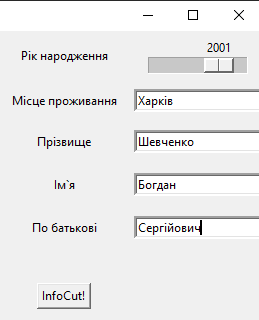 2001
Рік народження
Місце проживання Харків
Прізвище Шевченко
Ім`я Богдан
По батькові Сергійович
InfoCut!